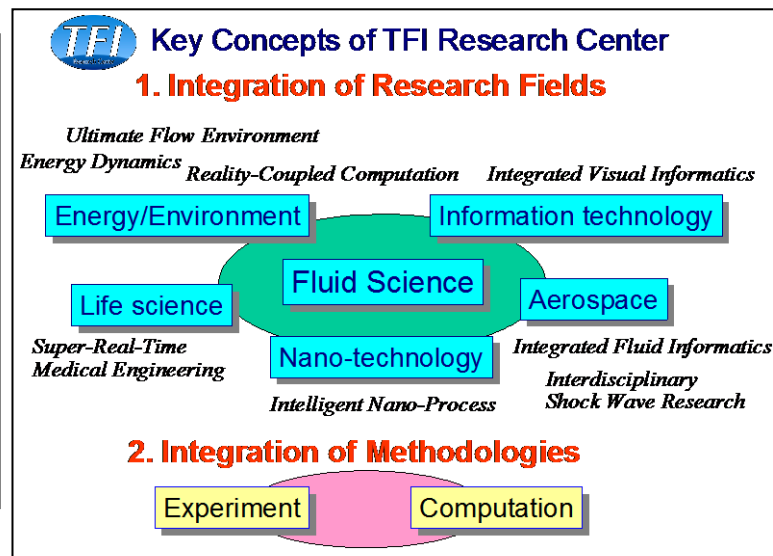 TFI
Key Concepts of TFI Research Center
1. Integration of Research Fields
Ultimate Flow Environment
Energy Dynamics
Reality-Coupled Computation
Integrated Visual Informatics
Energy/Environment
Information technology
Fluid Science
Life science
Aerospace
Super-Real-Time
Medical Engineering
Nano-technology
Integrated Fluid Informatics
Intelligent Nano-Process
Interdisciplinary
Shock Wave Research
2. Integration of Methodologies
Experiment
Computation